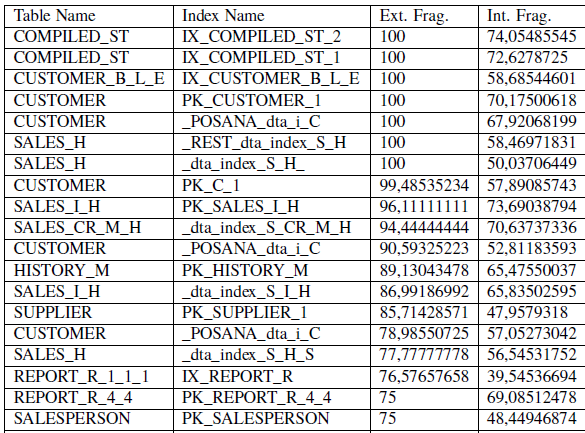 Table Name Index Name Ext. Frag. Int. Frag.
COMPILED_ST IX_COMPILED_ST_2 100 74,05485545
COMPILED_ST IX_COMPILED_ST_1 100 72,6278725
CUSTOMER_B_L_E IX_CUSTOMER_B_L_E 100 58,68544601
CUSTOMER PK_CUSTOMER_1 100 70,17500618
CUSTOMER _POSANA_dta_i_C 100 67,92068199
SALES_H _REST_dta_index_S_H 100 58,46971831
SALES_H _dta_index_S_H_ 100 50,03706449
CUSTOMER PK_C_1 99,48535234 57,89085743
SALES_I_H PK_SALES_I_H 96,11111111 73,69038794
SALES_CR_M_H _dta_index_S_CR_M_H 94,44444444 70,63737336
CUSTOMER _POSANA_dta_i_C 90,59325223 52,81183593
HISTORY_M PK_HISTORY_M 89,13043478 65,47550037
SALES_I_H _dta_index_S_I_H 86,99186992 65,83502595
SUPPLIER PK_SUPPLIER_1 85,71428571 47,9579318
CUSTOMER _POSANA_dta_i_C 78,98550725 57,05273042
SALES_H _dta_index_S_H_S 77,77777778 56,54531752
REPORT_R_1_1_1 IX_REPORT_R 76,57657658 39,54536694
REPORT_R_4_4 PK_REPORT_R_4_4 75 69,08512478
SALESPERSON PK_SALESPERSON 75 48,44946874